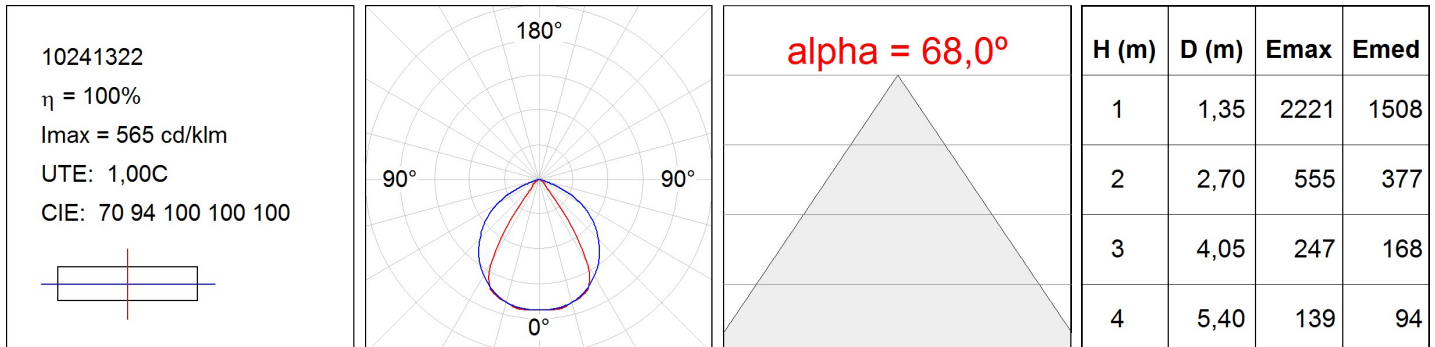 10241322
η = 100%
Imax = 565 cd/klm
UTE: 1,00C
CIE: 70 94 100 100 100
180°
90° 90°
0°
alpha = 68,0º
H (m) D (m) Emax Emed
1 1,35 2221 1508
2 2,70 555 377
3 4,05 247 168
4 5,40 139 94